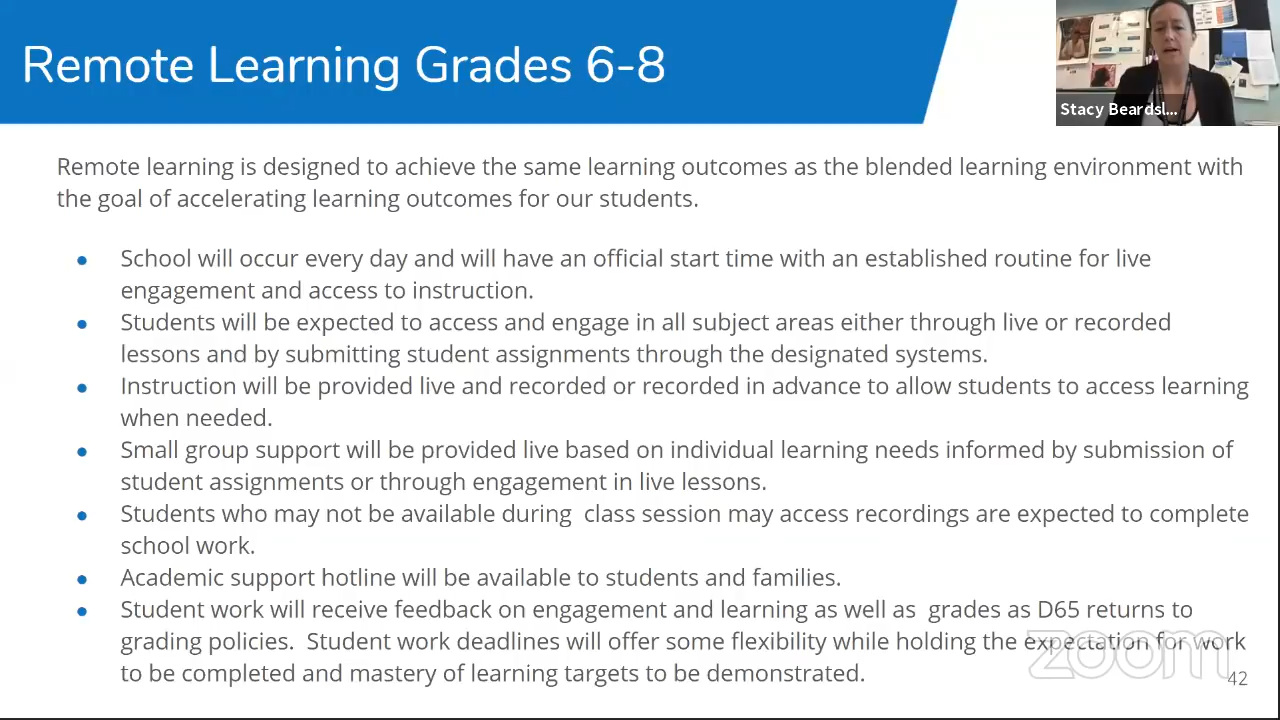 Remote Learning Grades 6-8
Stacy Beardsl...
Remote learning is designed to achieve the same learning outcomes as the blended learning environment with
the goal of accelerating learning outcomes for our students.
● School will occur every day and will have an official start time with an established routine for live
engagement and access to instruction.
● Students will be expected to access and engage in all subject areas either through live or recorded
lessons and by submitting student assignments through the designated systems.
● Instruction will be provided live and recorded or recorded in advance to allow students to access learning
when needed.
● Small group support will be provided live based on individual learning needs informed by submission of
student assignments or through engagement in live lessons.
● Students who may not be available during  class session may access recordings are expected to complete
school work.
● Academic support hotline will be available to students and families.
● Student work will receive feedback on engagement and learning as well as  grades as D65 returns to
grading policies.  Student work deadlines will offer some flexibility while holding the expectation for work
to be completed and mastery of learning targets to be demonstrated.
zoom
42